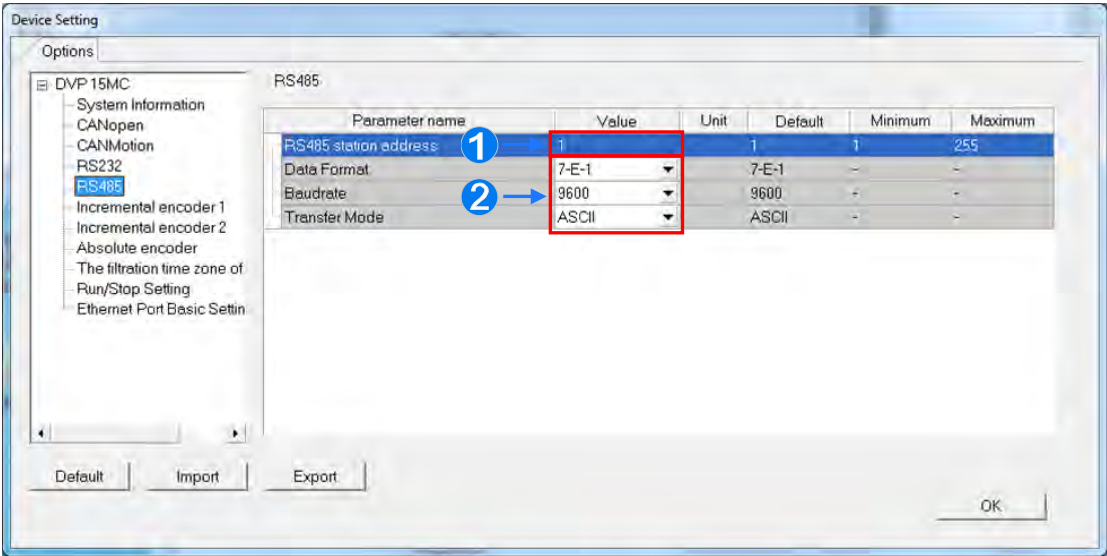 Device Setting
Options
DVP 15MC
System Information
CANopen
CANMotion
RS232
RS485
Incremental encoder 1
Incremental encoder 2
Absolute encoder
The filtration time zone of
Run/Stop Setting
Ethernet Port Basic Settin
RS485
Parameter name Value Unit Default Minimum Maximum
RS485 station address 1 1 1 1 255
Data Format 7-E-1 7-E-1 - -
Baudrate 2 9600 9600 - -
Transfer Mode ASCII ASCII - -
Default Import Export
OK